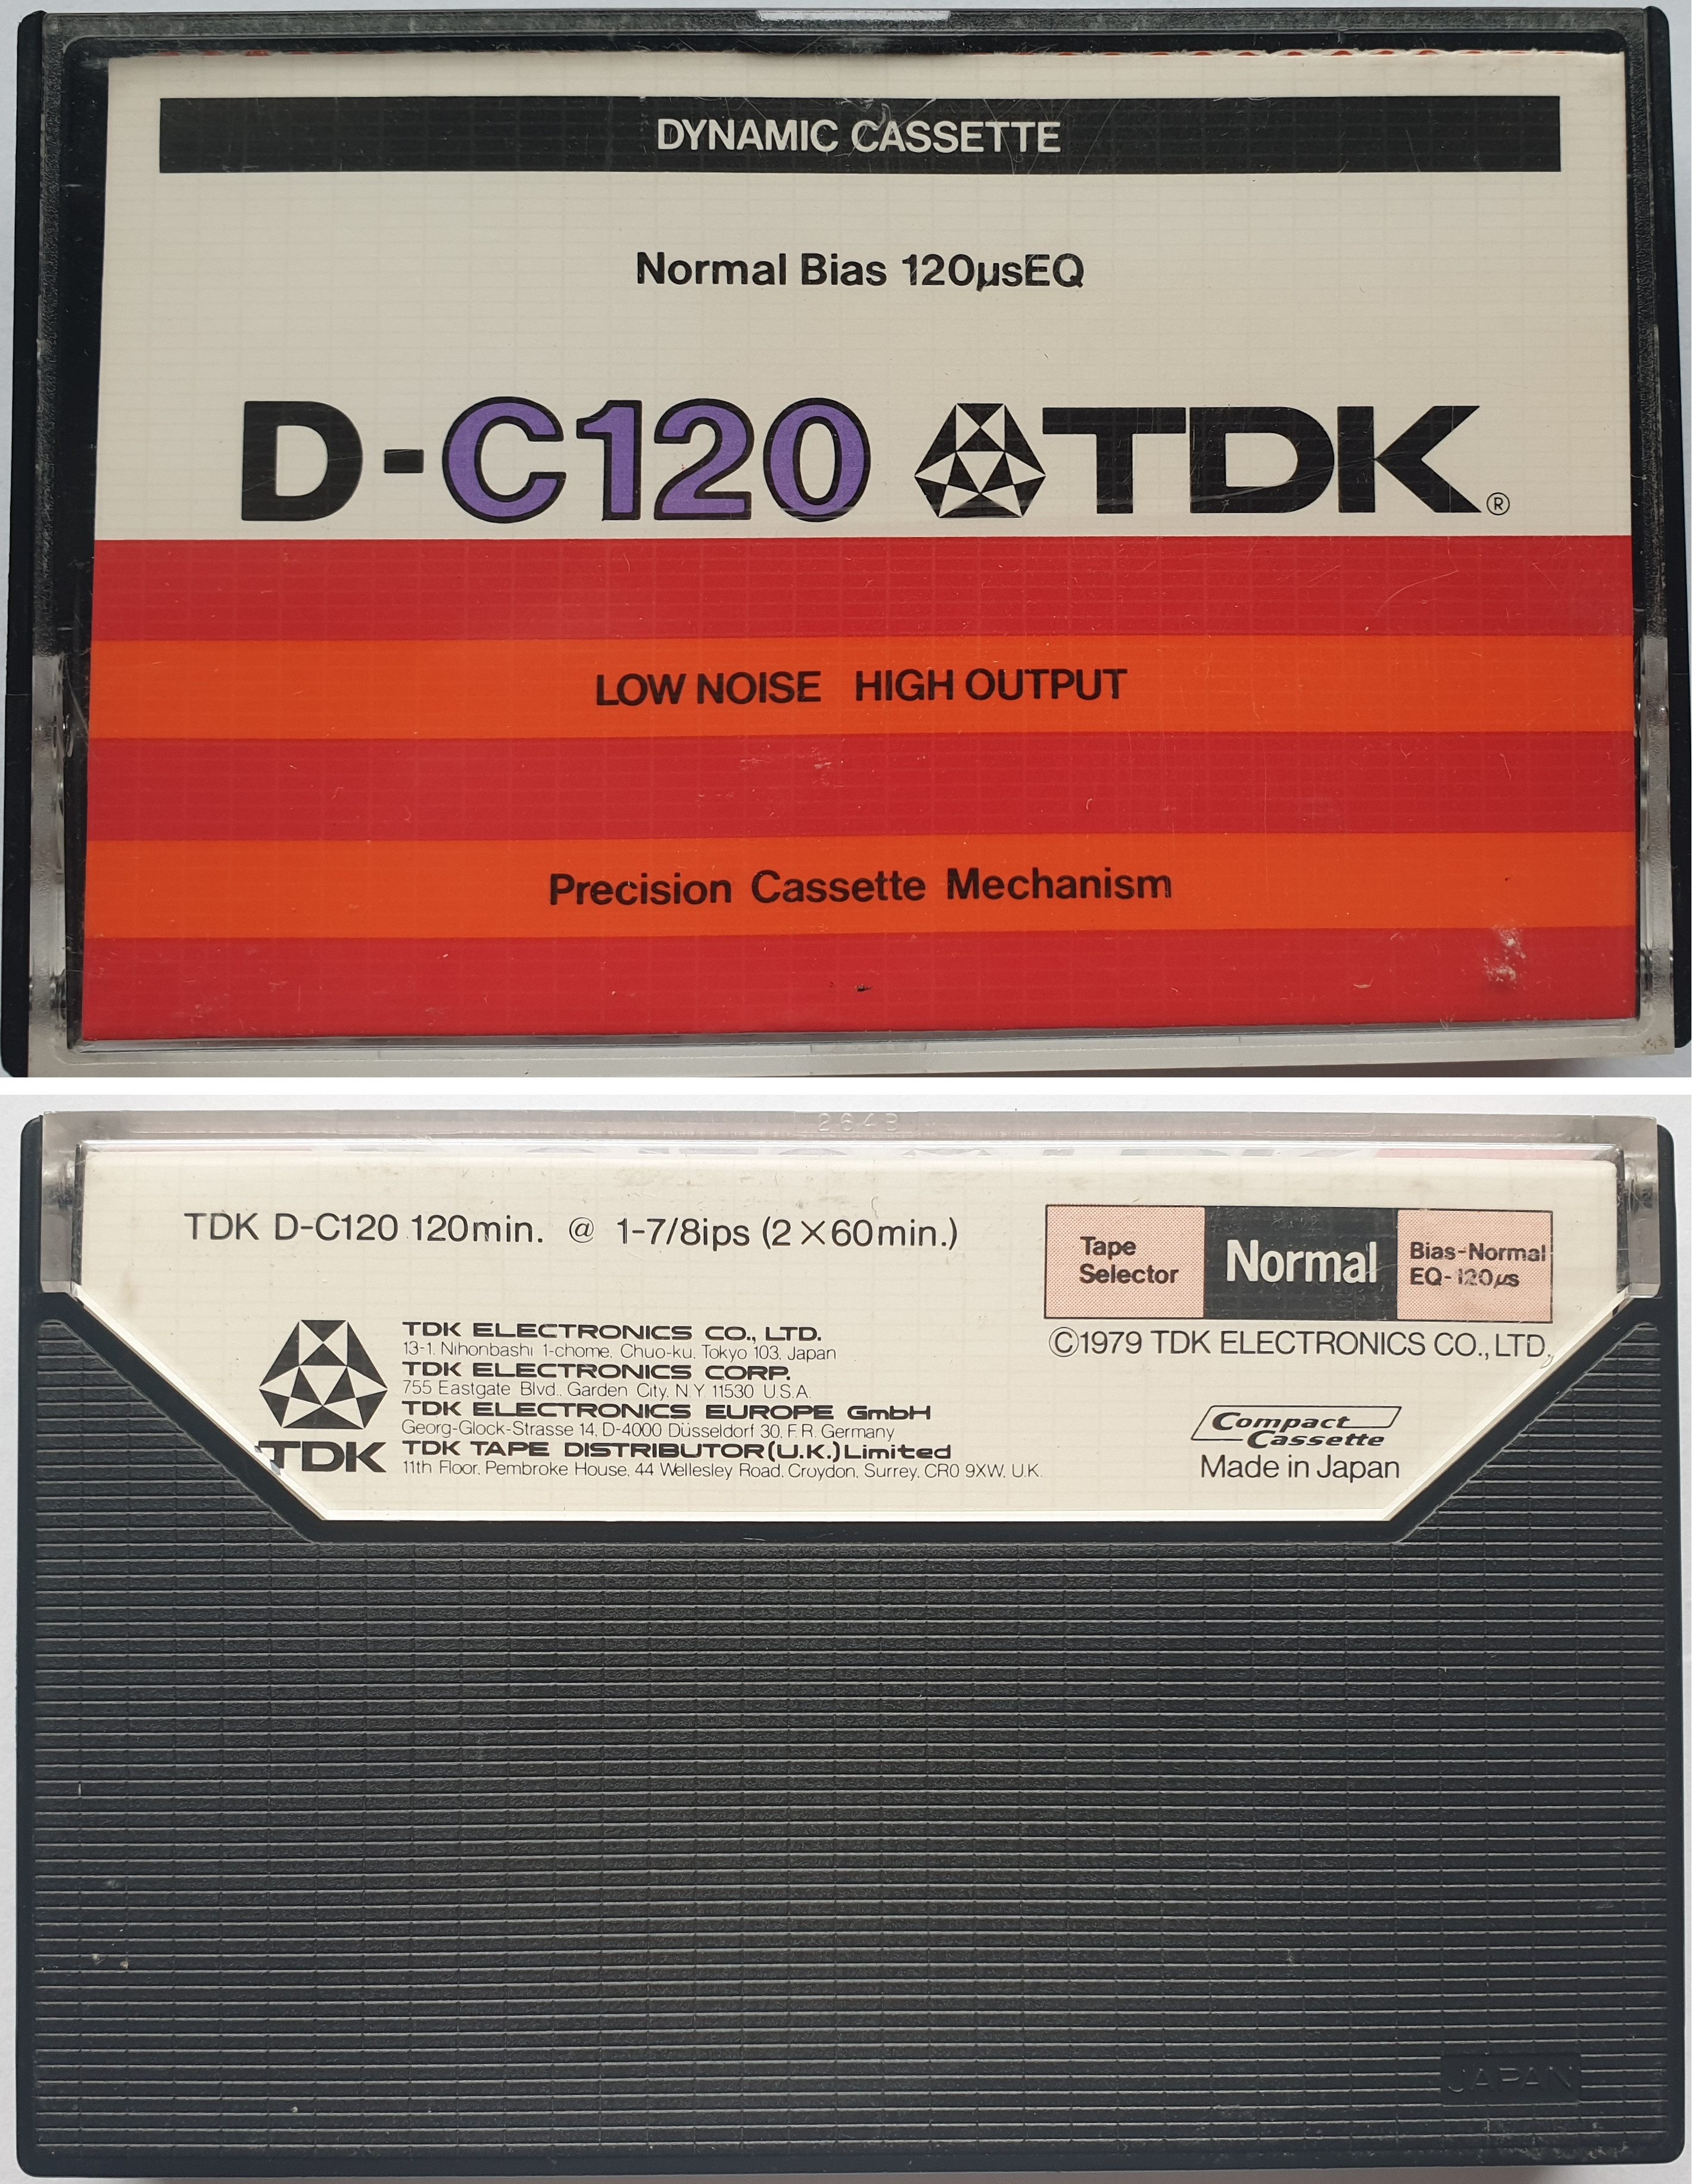 DYNAMIC CASSETTE
Normal Bias 120µsEQ
D-C120 TDK®
LOW NOISE HIGH OUTPUT
Precision Cassette Mechanism
2643
TDK D-C120 120min. @ 1-7/8ips (2×60min.)
Tape Selector
Normal
Bias-Normal
EQ-120µs
©1979 TDK ELECTRONICS CO., LTD.
TDK
TDK ELECTRONICS CO., LTD.
13-1, Nihonbashi 1-chome, Chuo-ku, Tokyo 103, Japan
TDK ELECTRONICS CORP.
755 Eastgate Blvd., Garden City, N.Y. 11530 U.S.A.
TDK ELECTRONICS EUROPE GmbH
Georg-Glock-Strasse 14, D-4000 Düsseldorf 30, F.R. Germany
TDK TAPE DISTRIBUTOR(U.K.)Limited
11th Floor, Pembroke House, 44 Wellesley Road, Croydon, Surrey, CR0 9XW, U.K.
Compact
Cassette
Made in Japan
JAPAN